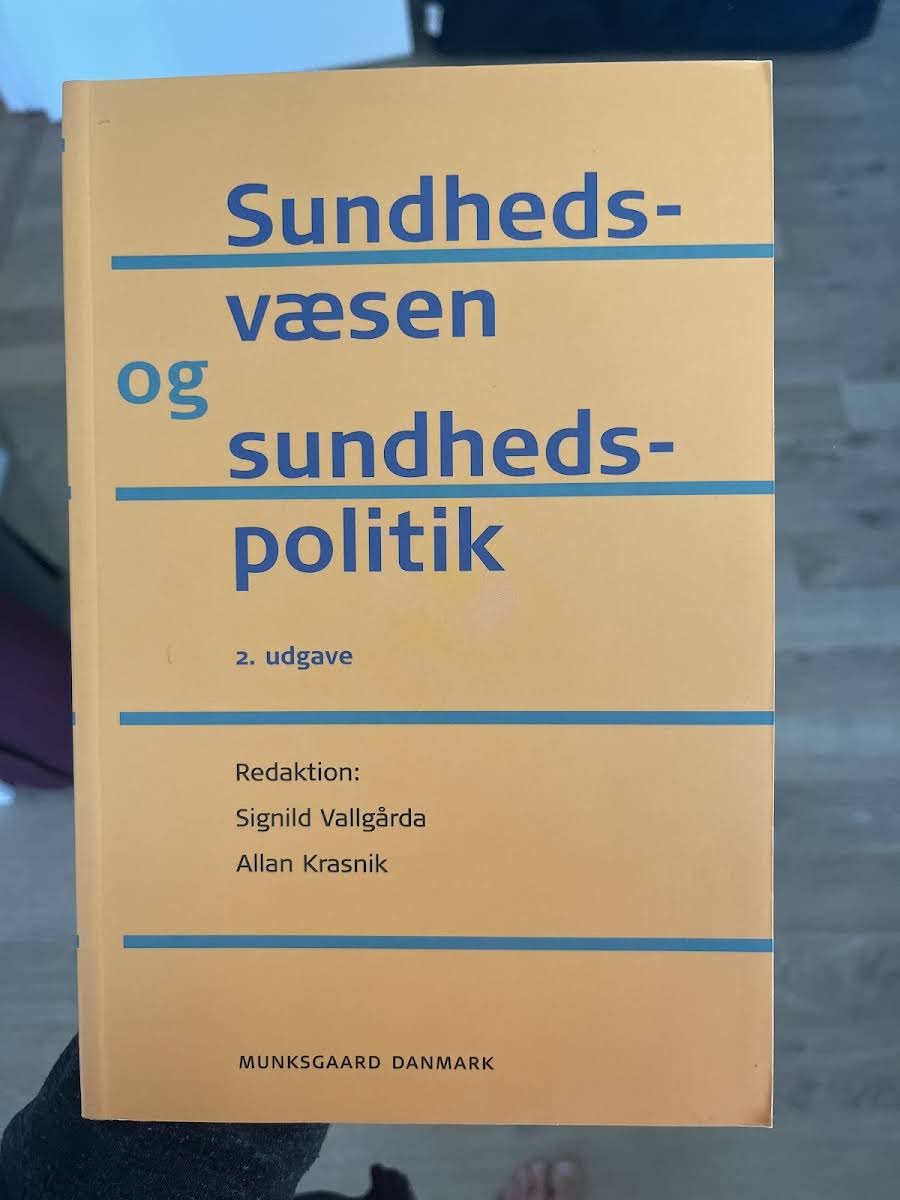 Sundheds-
væsen
og
sundheds-
politik
2. udgave
Redaktion:
Signild Vallgårda
Allan Krasnik
MUNKSGAARD DANMARK